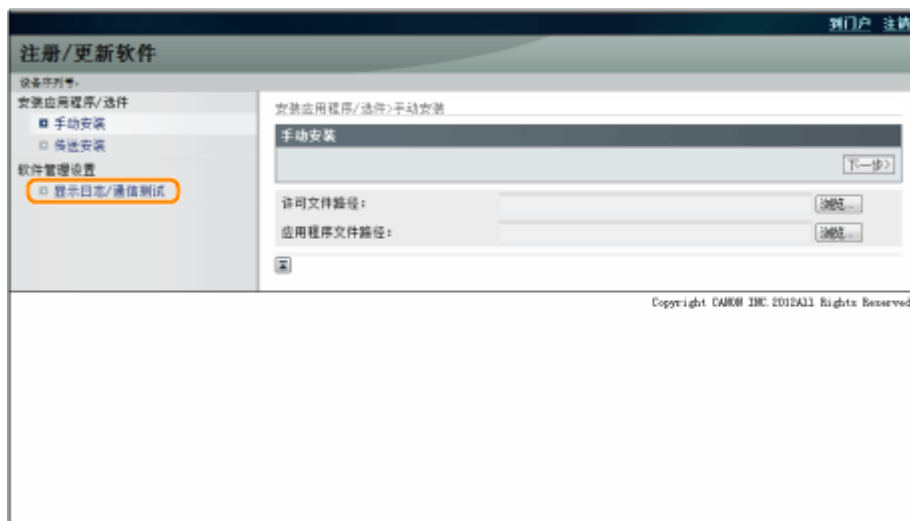 到门户 注销
注册/更新软件
设备序列号:
安装应用程序/选件
手动安装
传送安装
软件管理设置
显示日志/通信测试
安装应用程序/选件>手动安装
手动安装
下一步>
许可文件路径:
浏览...
应用程序文件路径:
浏览...
Copyright CANON INC. 2012All Rights Reserved